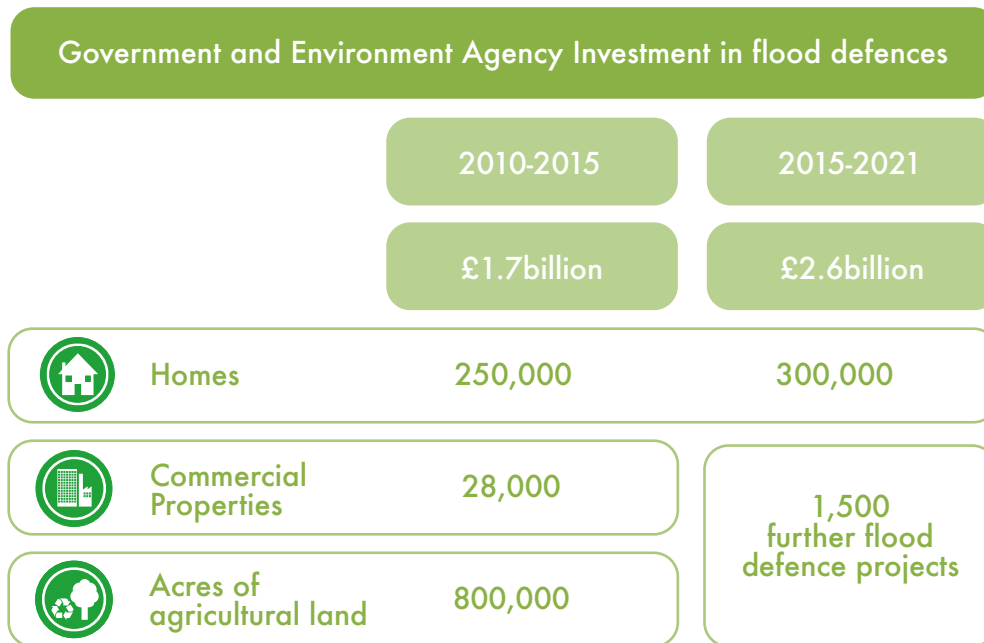 Government and Environment Agency Investment in flood defences
2010-2015
2015-2021
£1.7billion
£2.6billion
Homes
250,000
300,000
Commercial
Properties
28,000
1,500
further flood
defence projects
Acres of
agricultural land
800,000